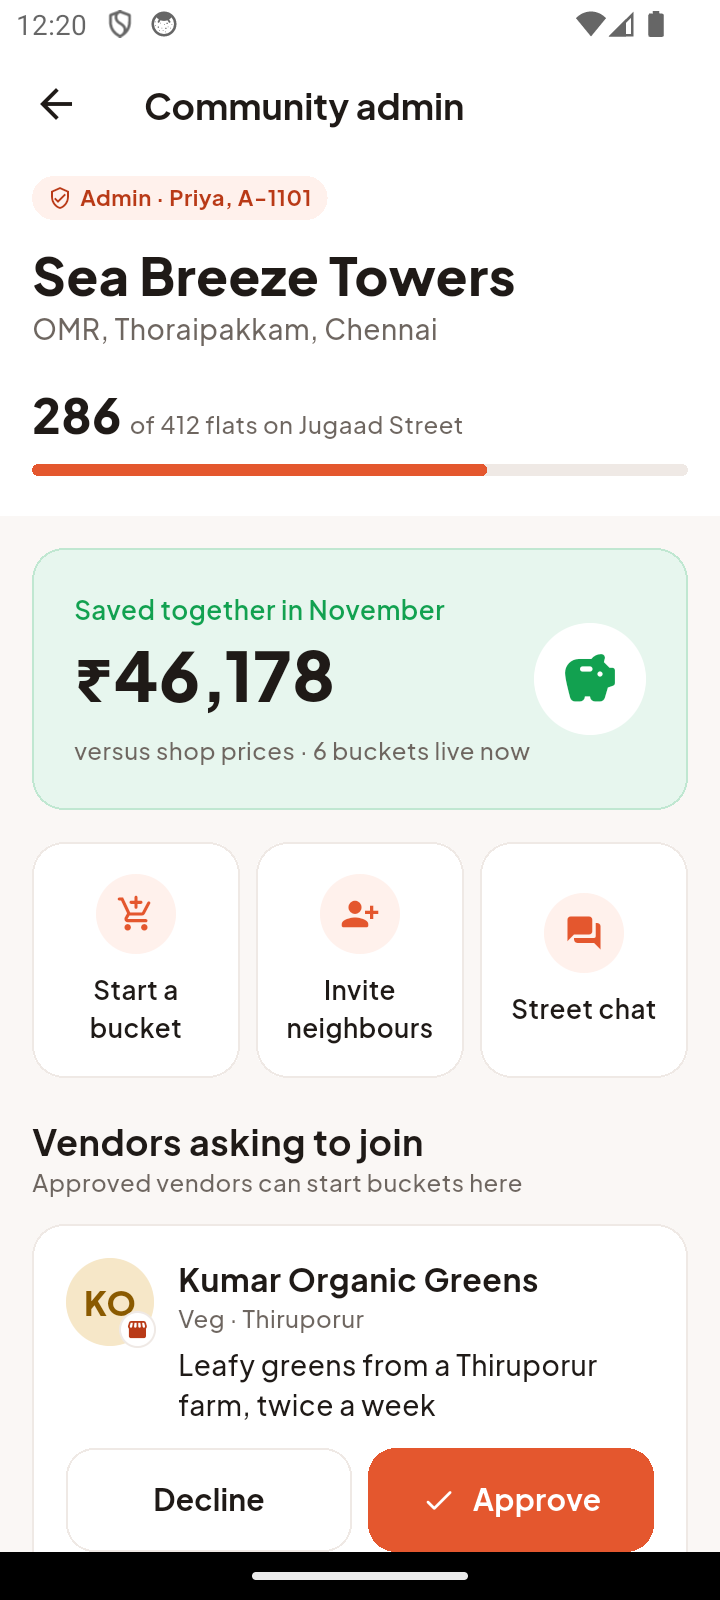 12:20
Community admin
Admin · Priya, A-1101
Sea Breeze Towers
OMR, Thoraipakkam, Chennai
286 of 412 flats on Jugaad Street
Saved together in November
₹46,178
versus shop prices · 6 buckets live now
Start a
bucket
Invite
neighbours
Street chat
Vendors asking to join
Approved vendors can start buckets here
KO
Kumar Organic Greens
Veg · Thiruporur
Leafy greens from a Thiruporur
farm, twice a week
Decline
Approve